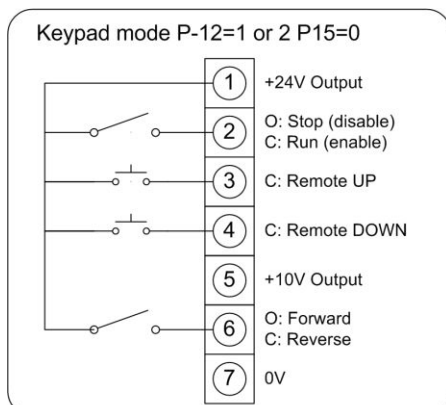 Keypad mode P-12=1 or 2 P15=0
1 +24V Output
2 O: Stop (disable)
C: Run (enable)
3 C: Remote UP
4 C: Remote DOWN
5 +10V Output
6 O: Forward
C: Reverse
7 0V